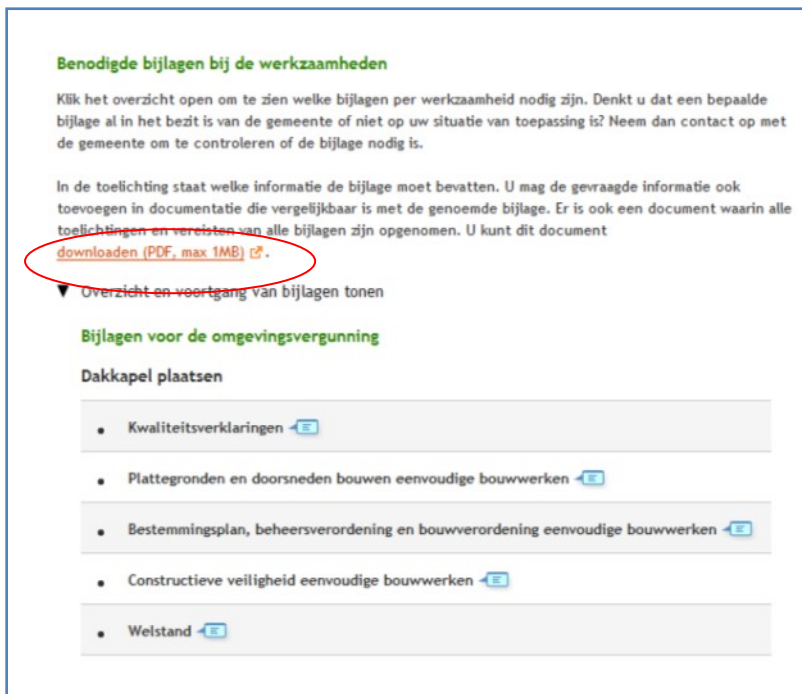 Benodigde bijlagen bij de werkzaamheden
Klik het overzicht open om te zien welke bijlagen per werkzaamheid nodig zijn. Denkt u dat een bepaalde
bijlage al in het bezit is van de gemeente of niet op uw situatie van toepassing is? Neem dan contact op met
de gemeente om te controleren of de bijlage nodig is.
In de toelichting staat welke informatie de bijlage moet bevatten. U mag de gevraagde informatie ook
toevoegen in documentatie die vergelijkbaar is met de genoemde bijlage. Er is ook een document waarin alle
toelichtingen en vereisten van alle bijlagen zijn opgenomen. U kunt dit document
downloaden (PDF, max 1MB) .
▼ Overzicht en voortgang van bijlagen tonen
Bijlagen voor de omgevingsvergunning
Dakkapel plaatsen
• Kwaliteitsverklaringen
• Plattegronden en doorsneden bouwen eenvoudige bouwwerken
• Bestemmingsplan, beheersverordening en bouwverordening eenvoudige bouwwerken
• Constructieve veiligheid eenvoudige bouwwerken
• Welstand